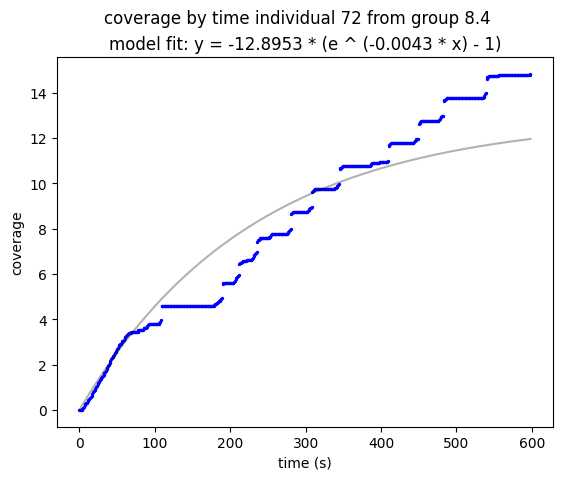 coverage by time individual 72 from group 8.4
model fit: y = -12.8953 * (e ^ (-0.0043 * x) - 1)
14
12
10
8
6
4
2
0
coverage
0 100 200 300 400 500 600
time (s)